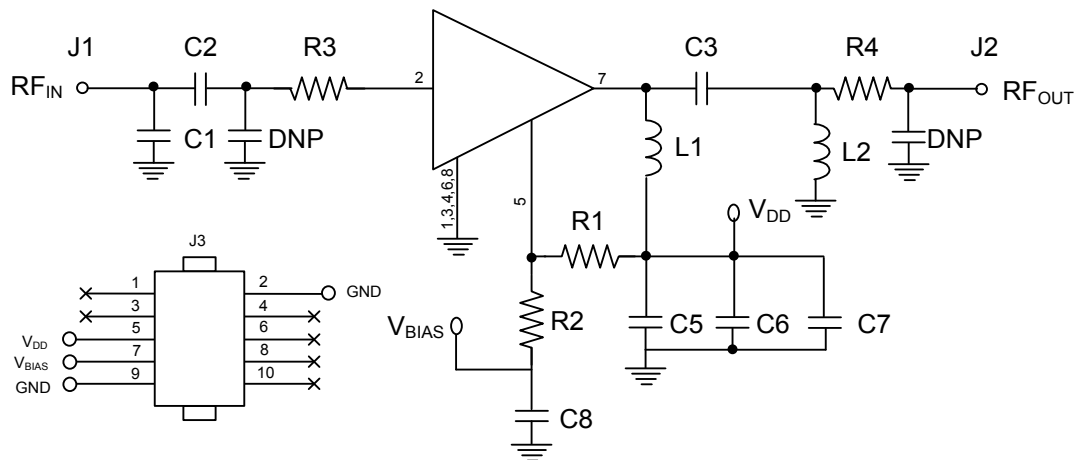 J1
C2
R3
C3
R4
J2
RFIN
2
7
RFOUT
C1
DNP
L1
L2
DNP
1,3,4,6,8
5
VDD
R1
J3
1
2
GND
3
4
R2
VBIAS
C5
C6
C7
VDD
5
6
VBIAS
7
8
GND
9
10
C8